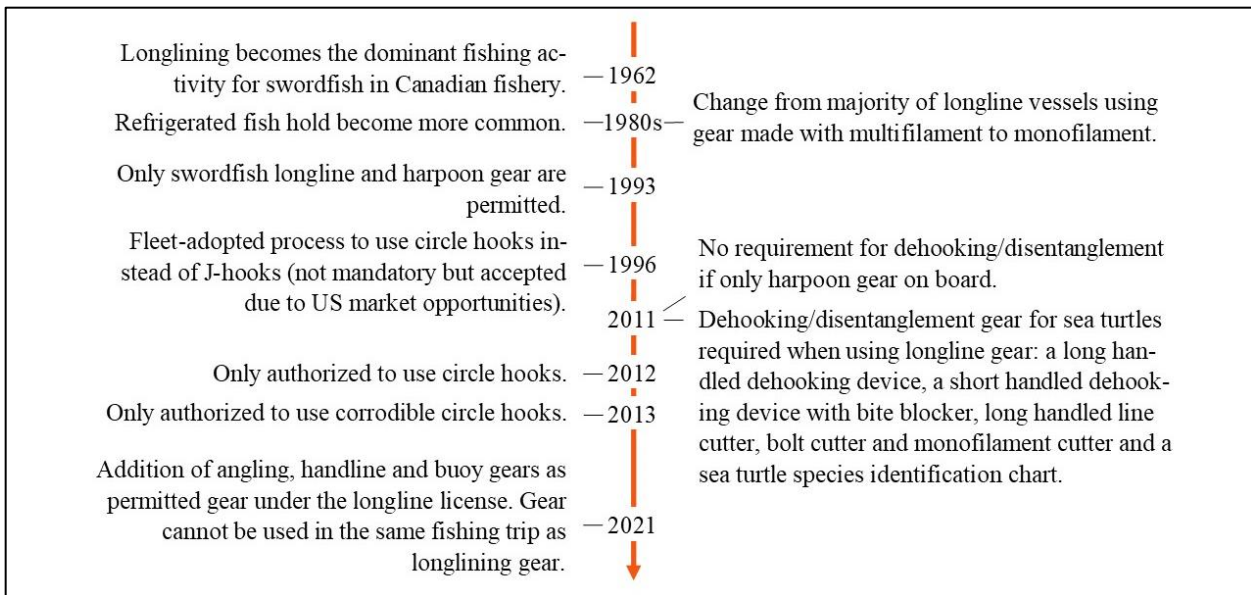 Longlining becomes the dominant fishing ac-
tivity for swordfish in Canadian fishery.
1962
Refrigerated fish hold become more common.
1980s
Change from majority of longline vessels using
gear made with multifilament to monofilament.
Only swordfish longline and harpoon gear are
permitted.
1993
Fleet-adopted process to use circle hooks in-
stead of J-hooks (not mandatory but accepted
due to US market opportunities).
1996
No requirement for dehooking/disentanglement
if only harpoon gear on board.
2011
Dehooking/disentanglement gear for sea turtles
required when using longline gear: a long han-
dled dehooking device, a short handled dehook-
ing device with bite blocker, long handled line
cutter, bolt cutter and monofilament cutter and a
sea turtle species identification chart.
Only authorized to use circle hooks.
2012
Only authorized to use corrodible circle hooks.
2013
Addition of angling, handline and buoy gears as
permitted gear under the longline license. Gear
cannot be used in the same fishing trip as
longlining gear.
2021